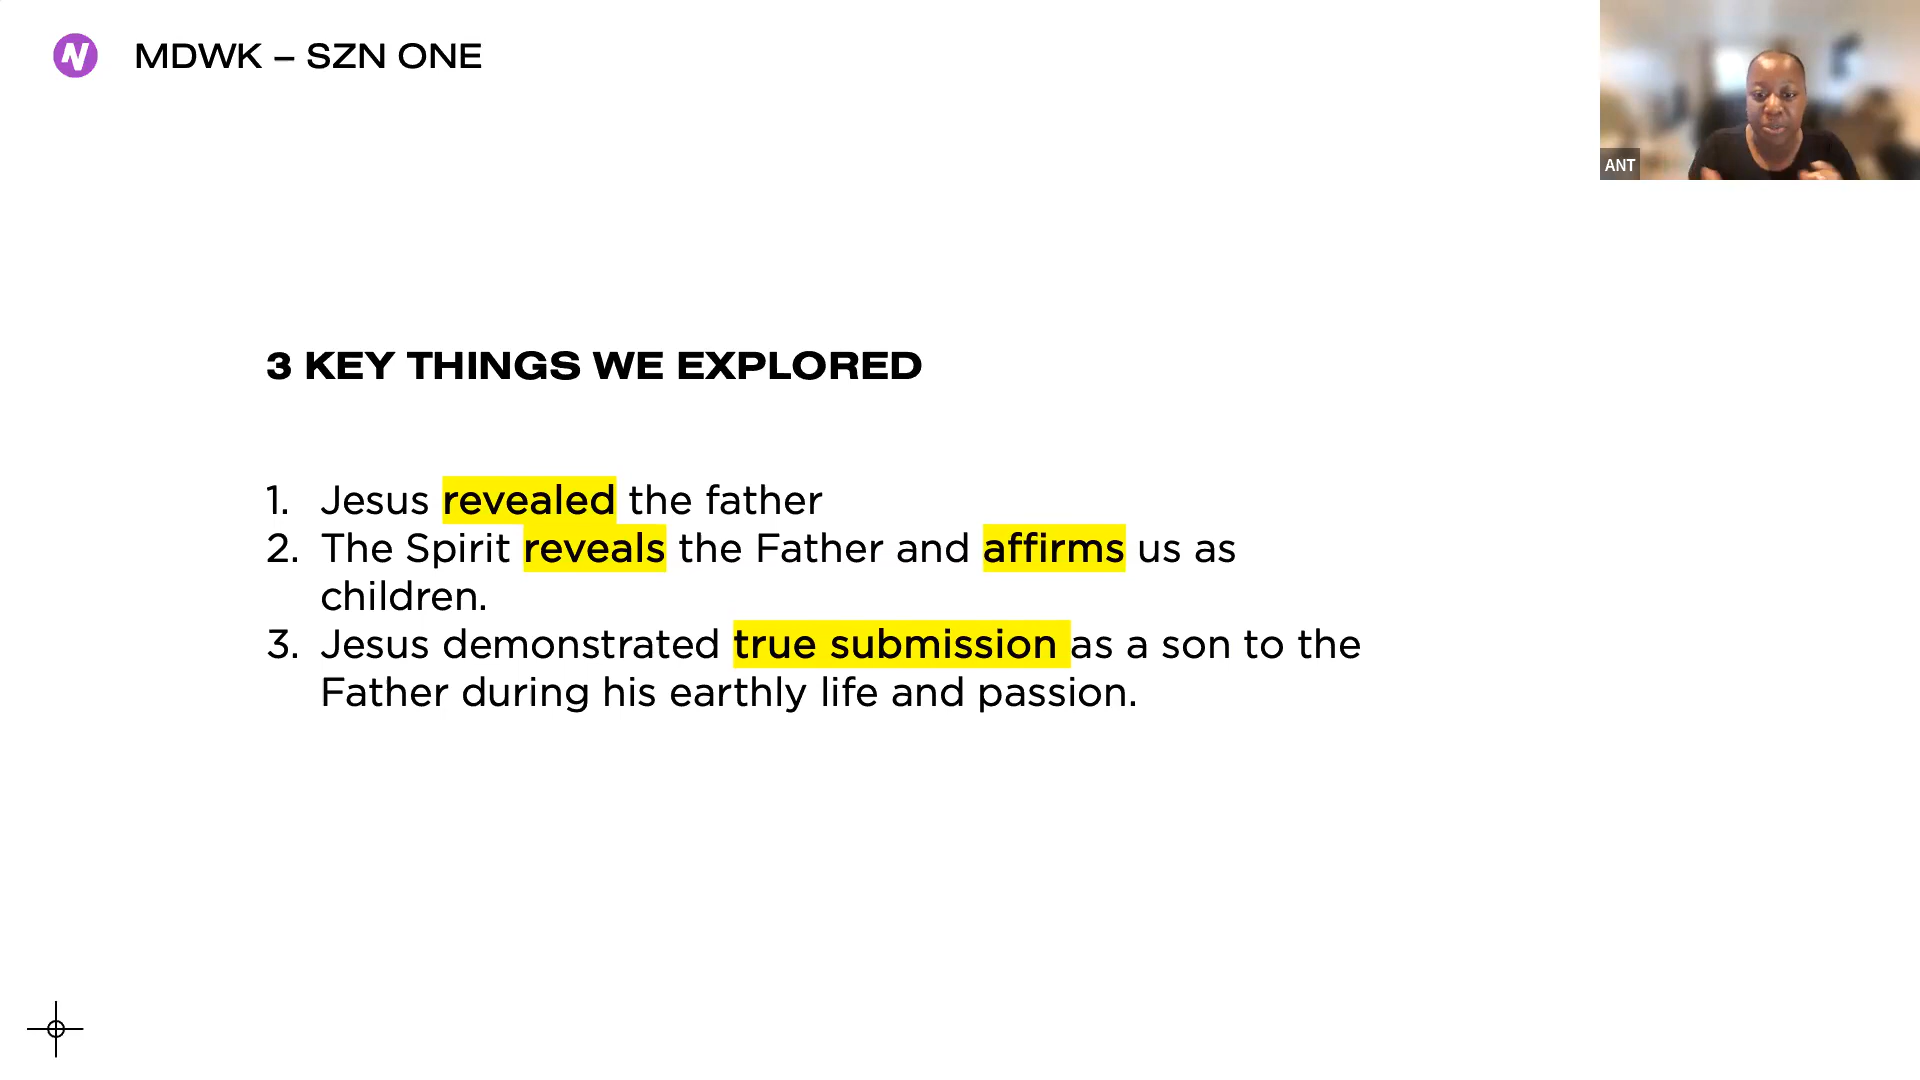 N
MDWK – SZN ONE
ANT
3 KEY THINGS WE EXPLORED
1. Jesus revealed the father
2. The Spirit reveals the Father and affirms us as
children.
3. Jesus demonstrated true submission as a son to the
Father during his earthly life and passion.